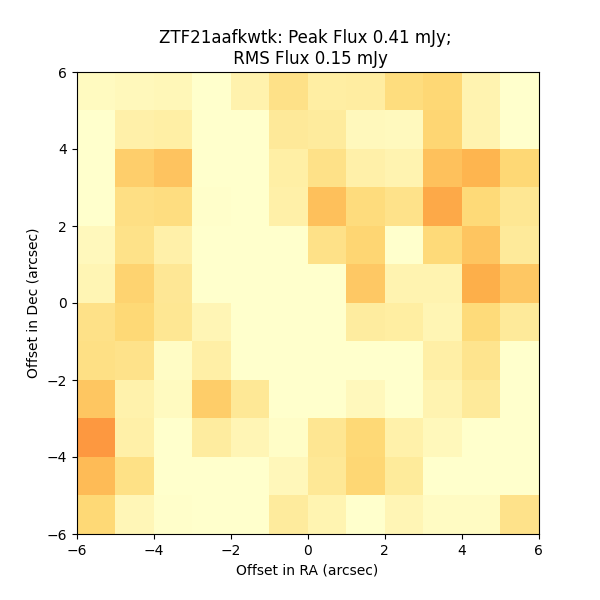 ZTF21aafkwtk: Peak Flux 0.41 mJy;
RMS Flux 0.15 mJy
6
4
2
0
−2
−4
−6
Offset in Dec (arcsec)
−6 −4 −2 0 2 4 6
Offset in RA (arcsec)